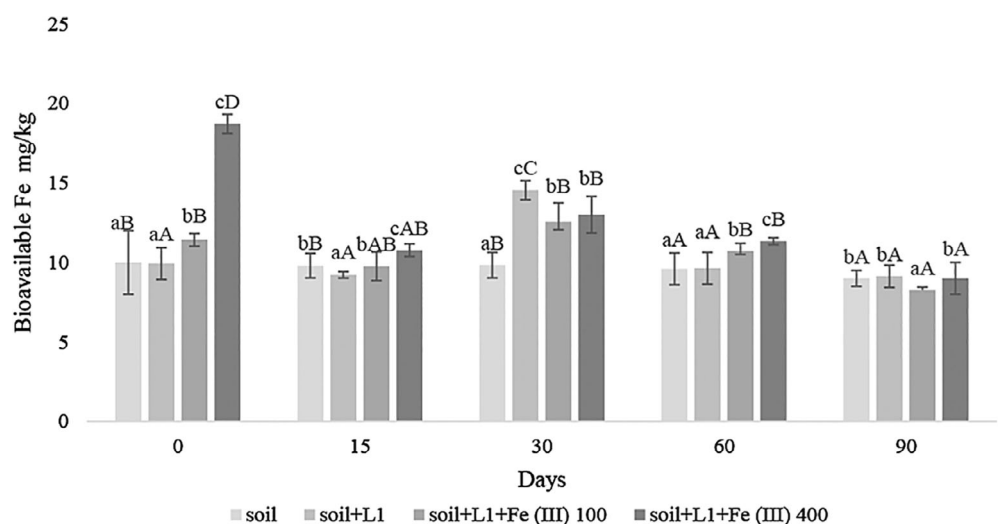 25
20
15
10
5
0
Bioavailable Fe mg/kg
aB aA bB cD
bB aA bAB cAB
aB cC bB bB
aA aA bB cB
bA bA aA bA
0 15 30 60 90
Days
soil soil+L1 soil+L1+Fe (III) 100 soil+L1+Fe (III) 400